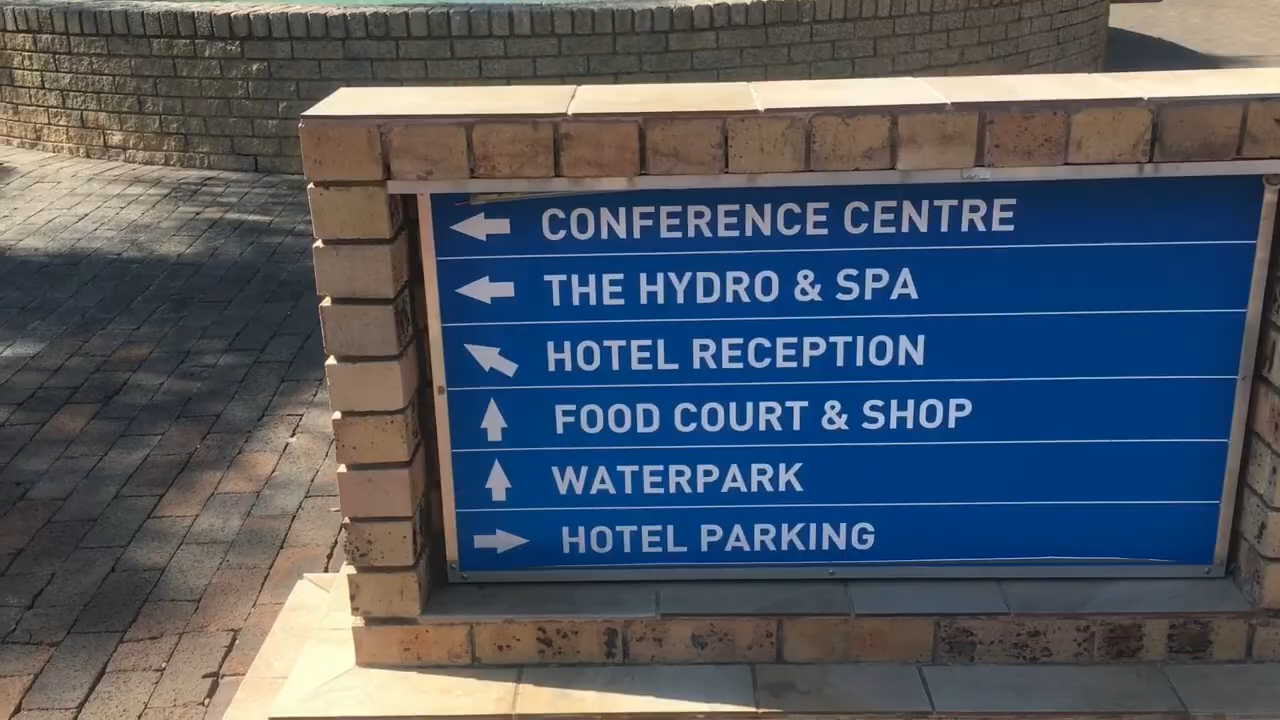 CONFERENCE CENTRE
THE HYDRO & SPA
HOTEL RECEPTION
FOOD COURT & SHOP
WATERPARK
HOTEL PARKING